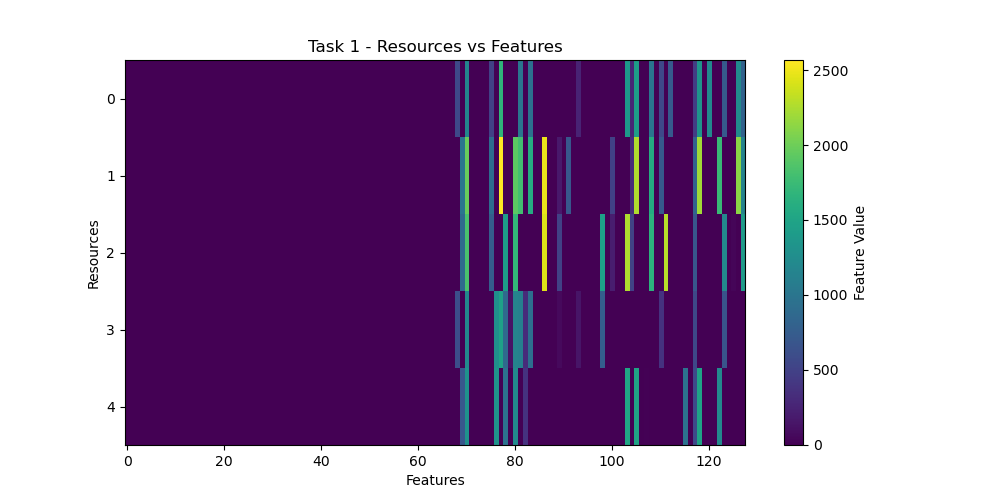 Task 1 - Resources vs Features
Resources
0
1
2
3
4
0 20 40 60 80 100 120
Features
2500
2000
1500
1000
500
0
Feature Value